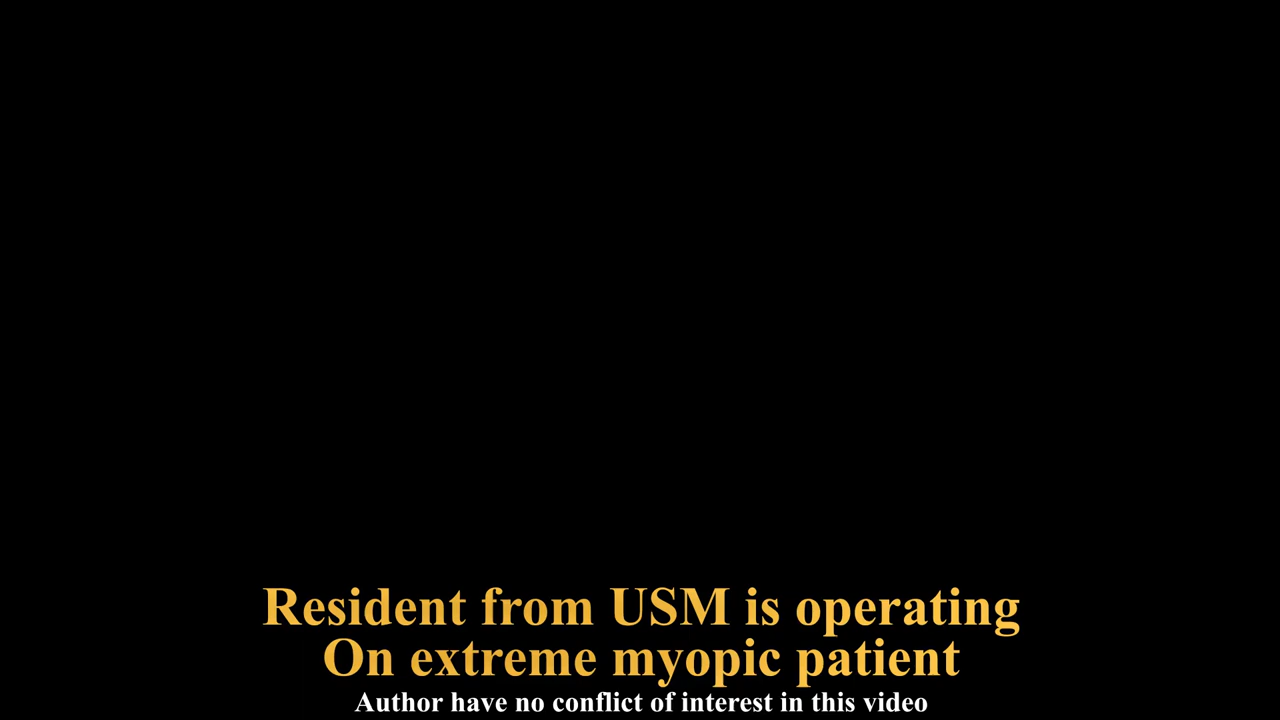 Resident from USM is operating
On extreme myopic patient
Author have no conflict of interest in this video